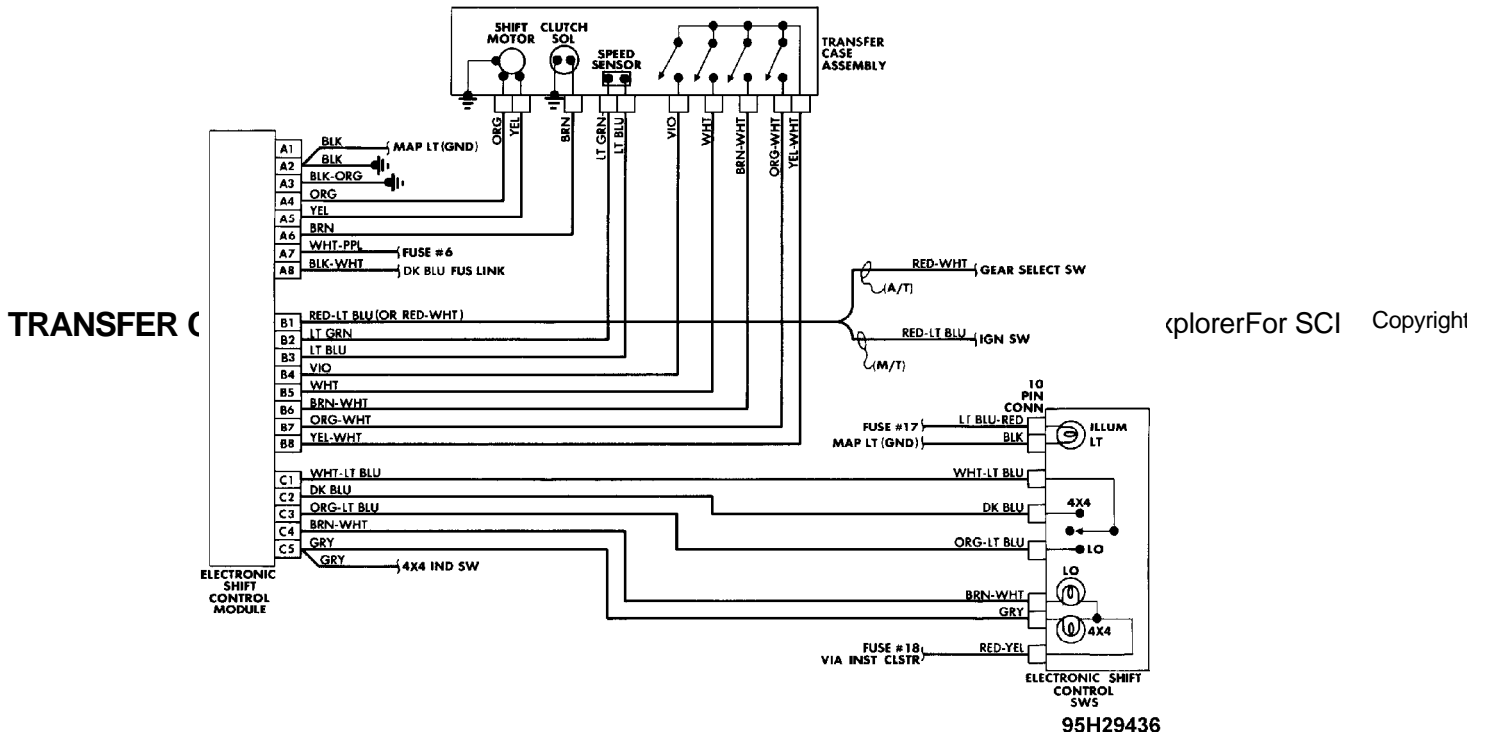 SHIFT
MOTOR
CLUTCH
SOL
SPEED
SENSOR
TRANSFER
CASE
ASSEMBLY
ORG
YEL
BRN
LT GRN
LT BLU
VIO
WHT
BRN-WHT
ORG-WHT
YEL-WHT
A1 BLK MAP LT (GND)
A2 BLK
A3 BLK-ORG
A4 ORG
A5 YEL
A6 BRN
A7 WHT-PPL FUSE #6
A8 BLK-WHT DK BLU FUS LINK
RED-WHT GEAR SELECT SW
(A/T)
TRANSFER
xplorerFor SCI Copyright
B1 RED-LT BLU (OR RED-WHT)
B2 LT GRN
B3 LT BLU
B4 VIO
B5 WHT
B6 BRN-WHT
B7 ORG-WHT
B8 YEL-WHT
RED-LT BLU IGN SW
(M/T)
10
PIN
CONN
FUSE #17 LT BLU-RED
MAP LT (GND) BLK
ILLUM
LT
C1 WHT-LT BLU WHT-LT BLU
C2 DK BLU DK BLU 4X4
C3 ORG-LT BLU ORG-LT BLU LO
C4 BRN-WHT BRN-WHT LO
C5 GRY GRY 4X4
GRY 4X4 IND SW
FUSE #18
VIA INST CLSTR
RED-YEL
ELECTRONIC
SHIFT
CONTROL
MODULE
ELECTRONIC SHIFT
CONTROL
SWS
95H29436